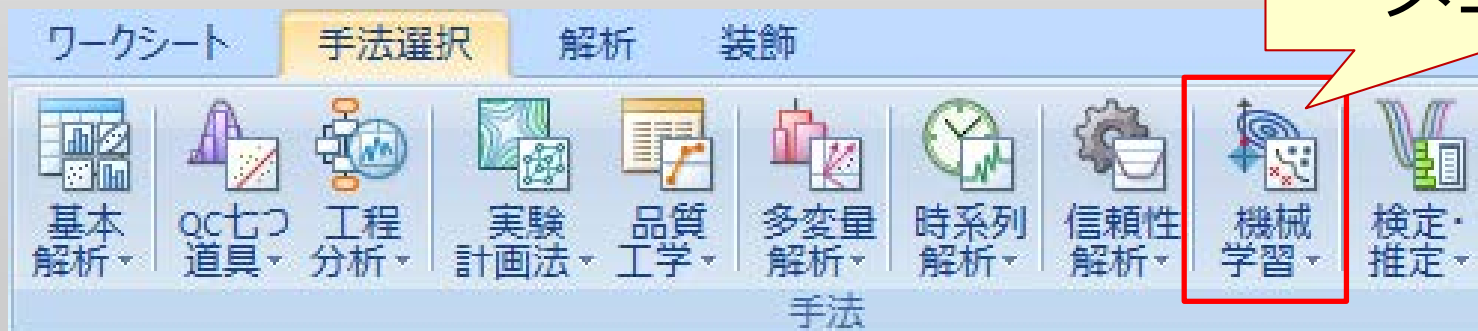 ワークシート 手法選択 解析 装飾
基本 QC七つ 工程 実験 品質 多変量 時系列 信頼性 機械 検定・
解析 道具 分析 計画法 工学 解析 解析 解析 学習 推定
手法